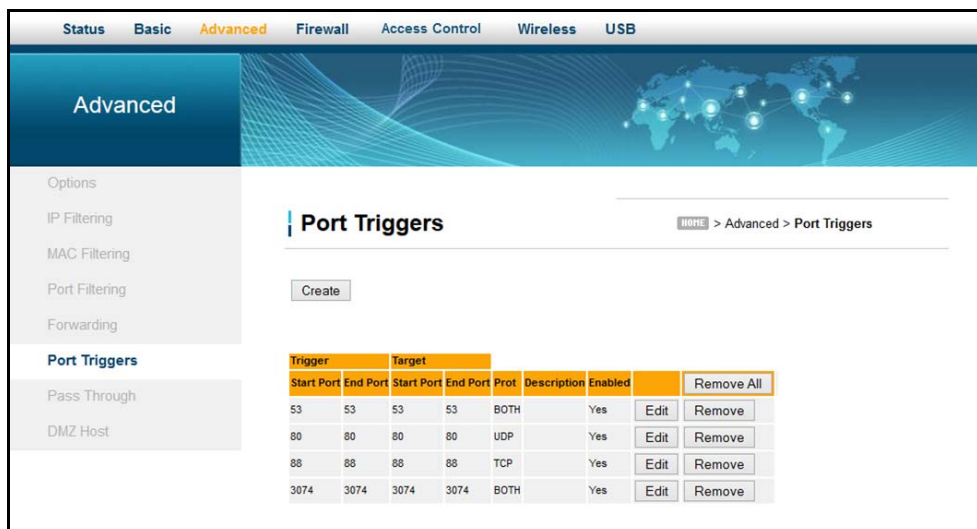 Status Basic Advanced Firewall Access Control Wireless USB
Advanced
Options
IP Filtering
MAC Filtering
Port Filtering
Forwarding
Port Triggers
Pass Through
DMZ Host
Port Triggers
HOME > Advanced > Port Triggers
Create
Trigger Target
Start Port End Port Start Port End Port Prot Description Enabled Remove All
53 53 53 53 BOTH Yes Edit Remove
80 80 80 80 UDP Yes Edit Remove
88 88 88 88 TCP Yes Edit Remove
3074 3074 3074 3074 BOTH Yes Edit Remove